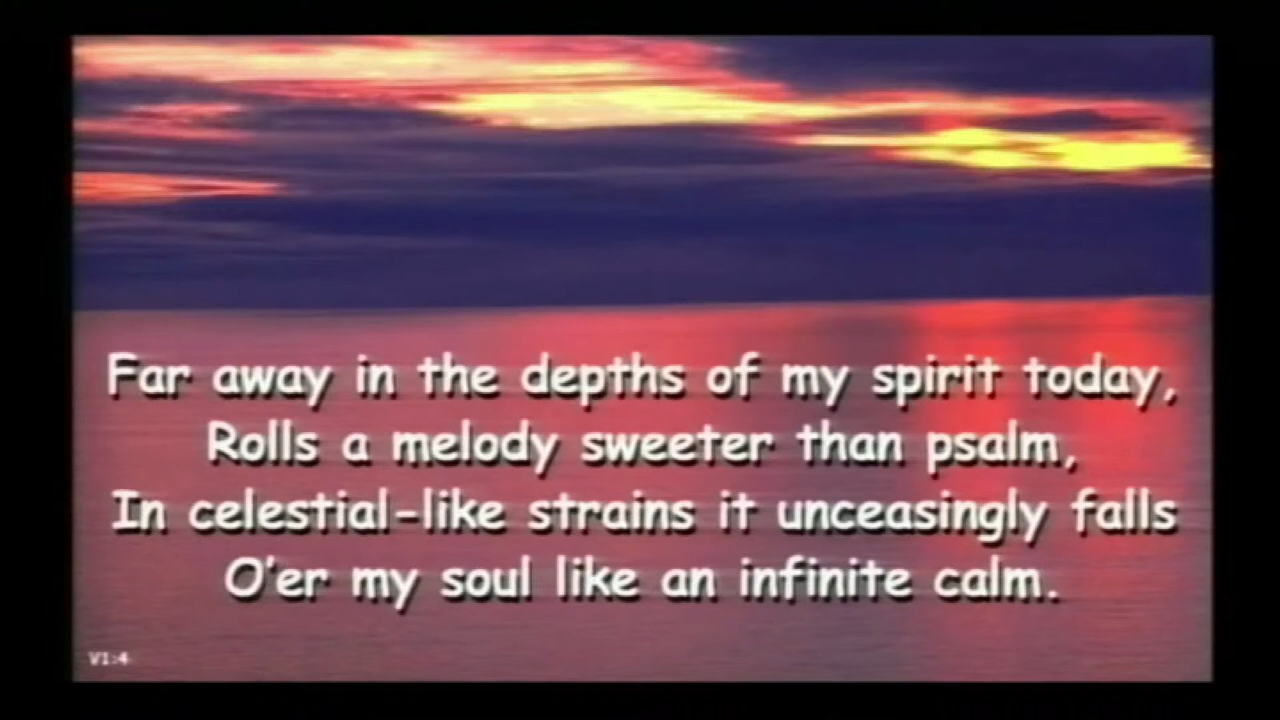 Far away in the depths of my spirit today,
Rolls a melody sweeter than psalm,
In celestial-like strains it unceasingly falls
O'er my soul like an infinite calm.
V1:4